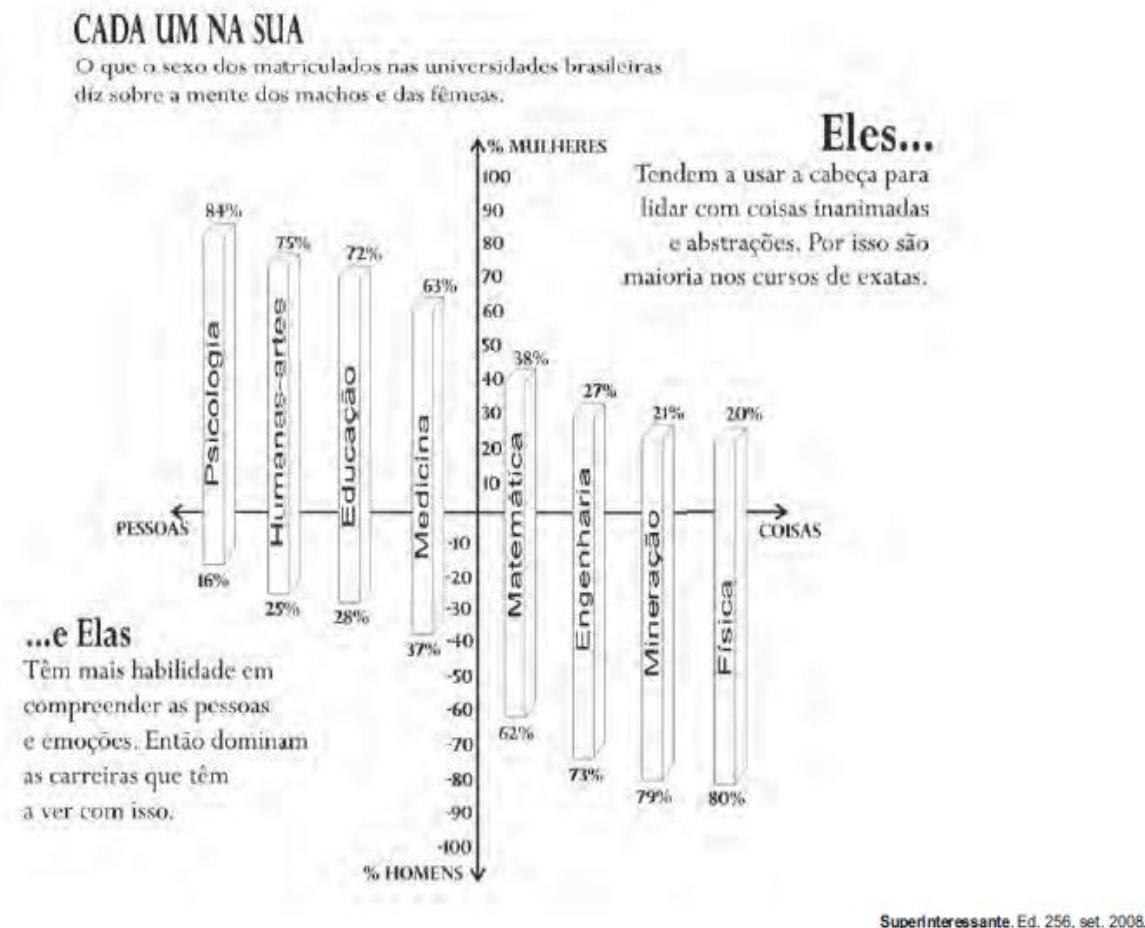 CADA UM NA SUA
O que o sexo dos matriculados nas universidades brasileiras
diz sobre a mente dos machos e das fêmeas.
Eles...
Tendem a usar a cabeça para
lidar com coisas inanimadas
e abstrações. Por isso são
maioria nos cursos de exatas.
% MULHERES
100
90
80
70
60
50
40
30
20
10
-10
-20
-30
-40
-50
-60
-70
-80
-90
-100
% HOMENS
PESSOAS
COISAS
84%
Psicologia
16%
75%
Humanas-artes
25%
72%
Educação
28%
63%
Medicina
37%
38%
Matemática
62%
27%
Engenharia
73%
21%
Mineração
79%
20%
Física
80%
...e Elas
Têm mais habilidade em
compreender as pessoas
e emoções. Então dominam
as carreiras que têm
a ver com isso.
Superinteressante. Ed. 256, set. 2008